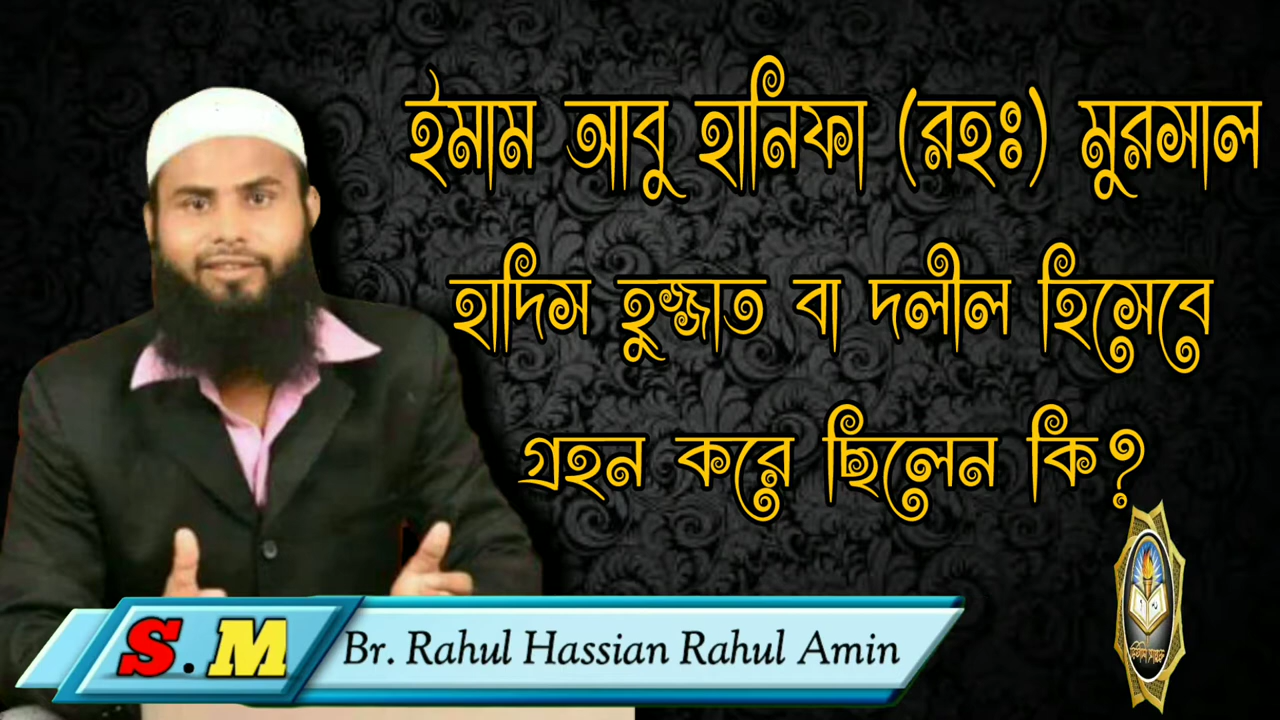 ইমাম আবু হানিফা (রহঃ) মুরসাল
হাদিস হুজ্জাত বা দলীল হিসেবে
গ্রহন করে ছিলেন কি?
S.M Br. Rahul Hassian Rahul Amin